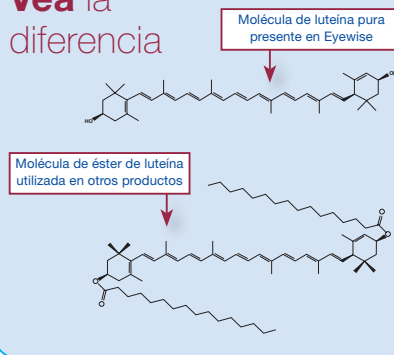 Vea la
diferencia
Molécula de luteína pura
presente en Eyewise
HO
Molécula de éster de luteína
utilizada en otros productos
O
O
O
O